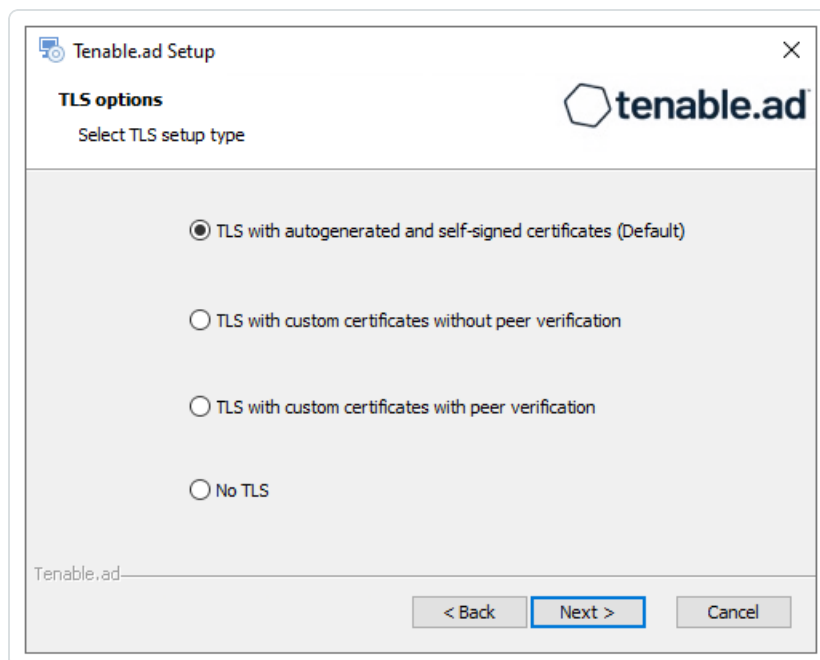 Tenable.ad Setup
TLS options
Select TLS setup type
tenable.ad
TLS with autogenerated and self-signed certificates (Default)
TLS with custom certificates without peer verification
TLS with custom certificates with peer verification
No TLS
Tenable.ad
< Back
Next >
Cancel